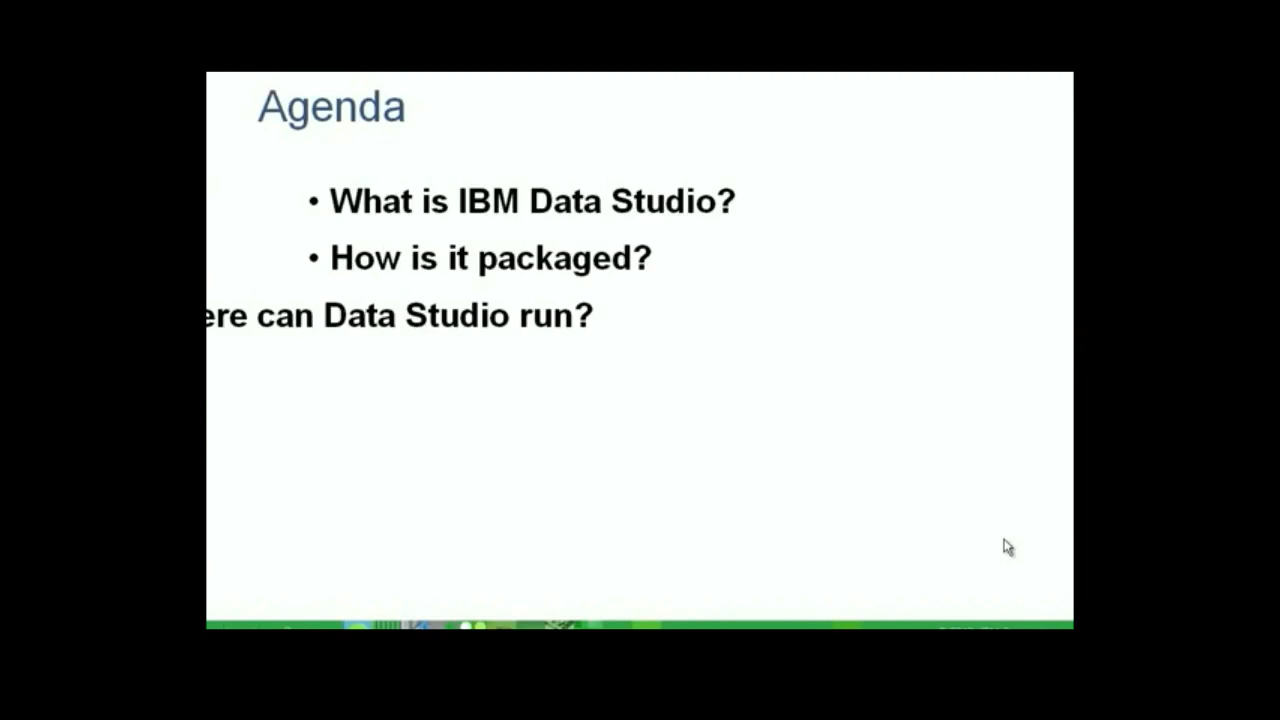 Agenda
• What is IBM Data Studio?
• How is it packaged?
ere can Data Studio run?